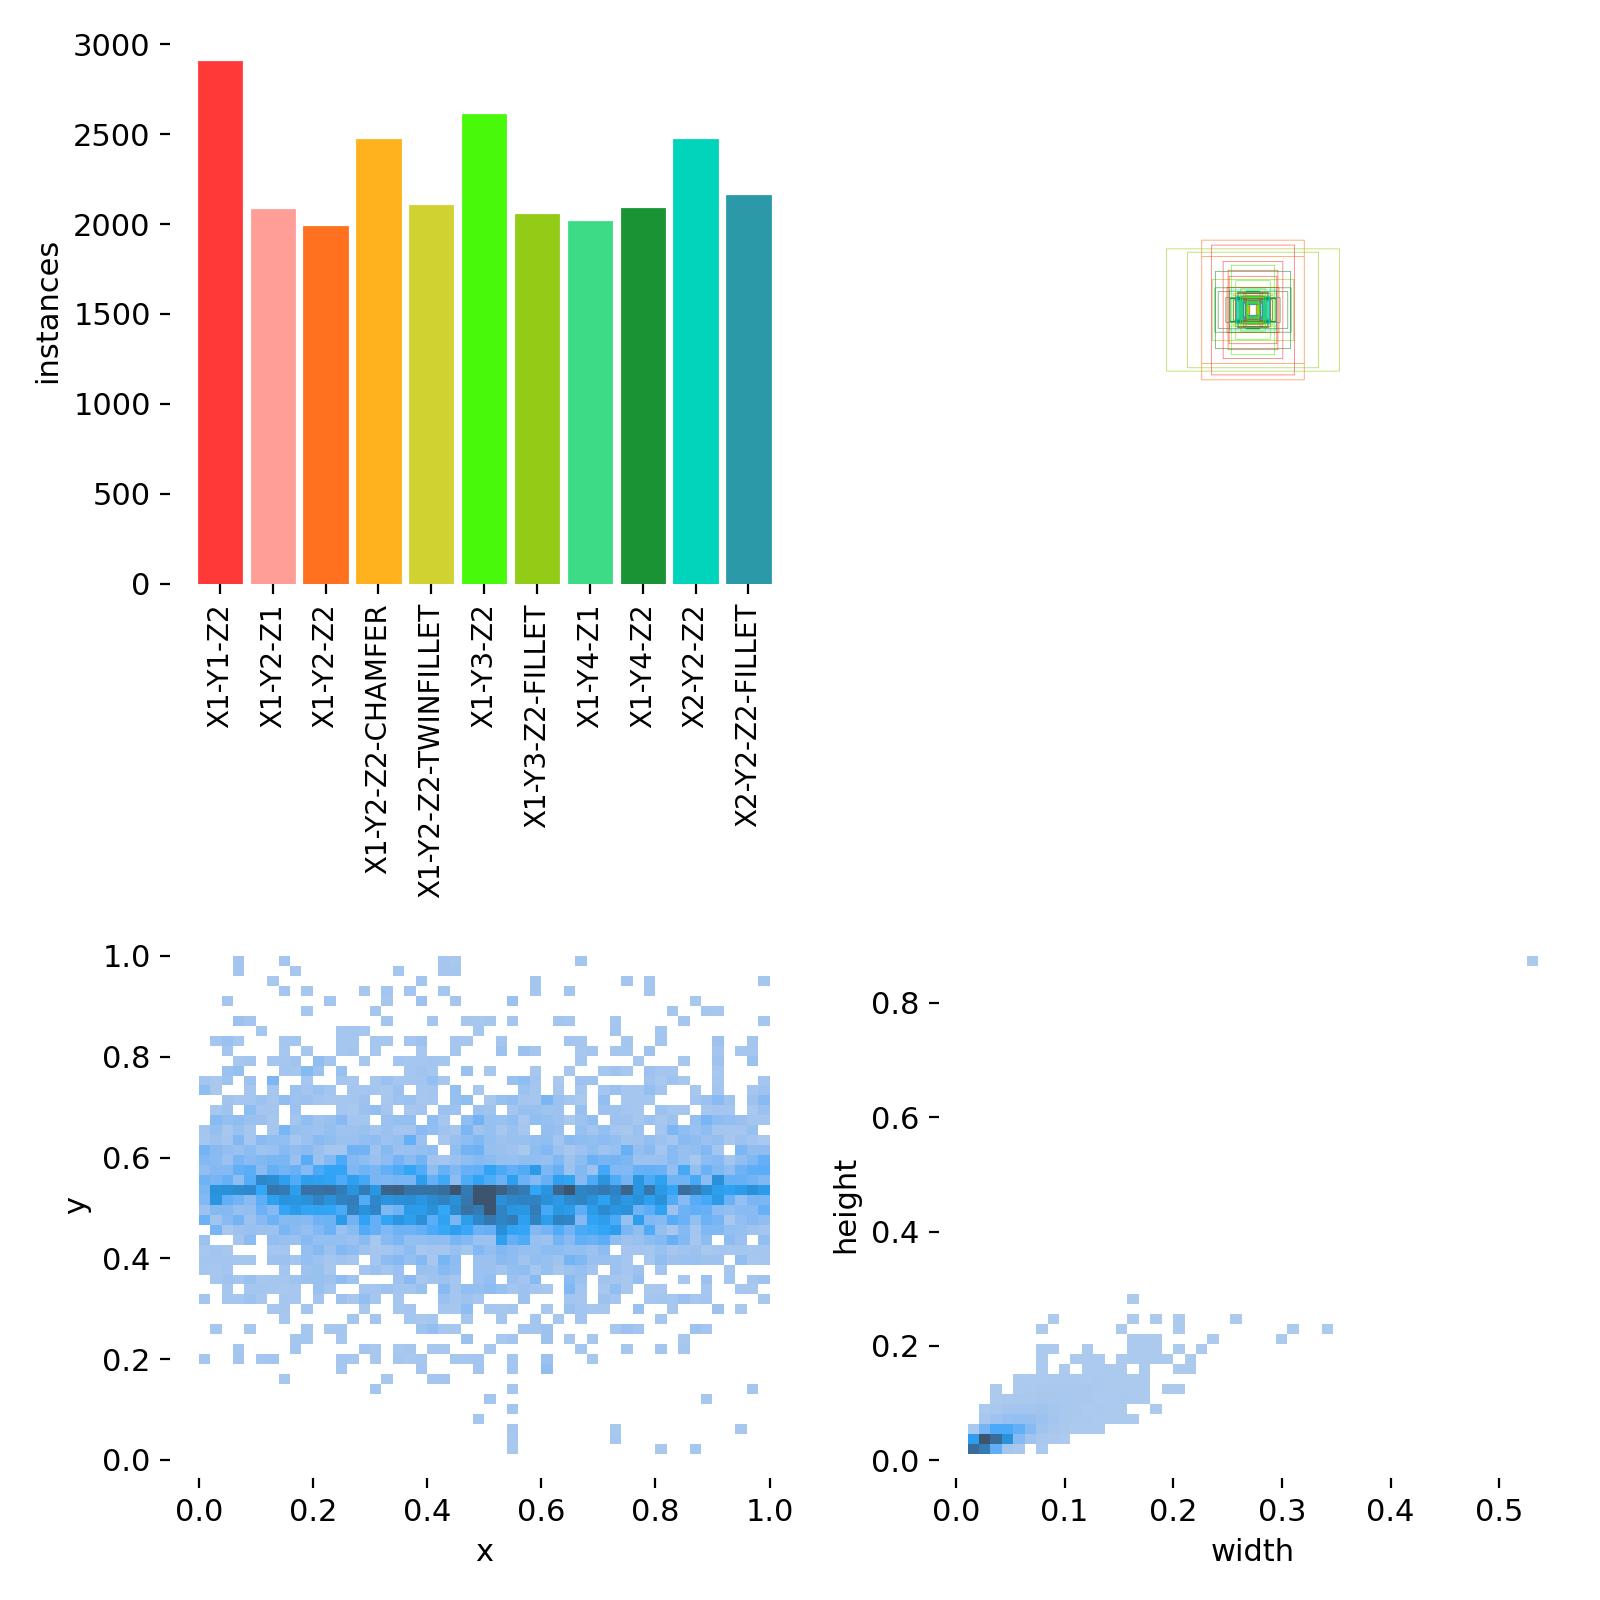 3000
2500
2000
1500
1000
500
0
instances
X1-Y1-Z2
X1-Y2-Z1
X1-Y2-Z2
X1-Y2-Z2-CHAMFER
X1-Y2-Z2-TWINFILLET
X1-Y3-Z2
X1-Y3-Z2-FILLET
X1-Y4-Z1
X1-Y4-Z2
X2-Y2-Z2
X2-Y2-Z2-FILLET
1.0
0.8
0.6
0.4
0.2
0.0
y
0.0 0.2 0.4 0.6 0.8 1.0
x
0.8
0.6
0.4
0.2
0.0
height
0.0 0.1 0.2 0.3 0.4 0.5
width